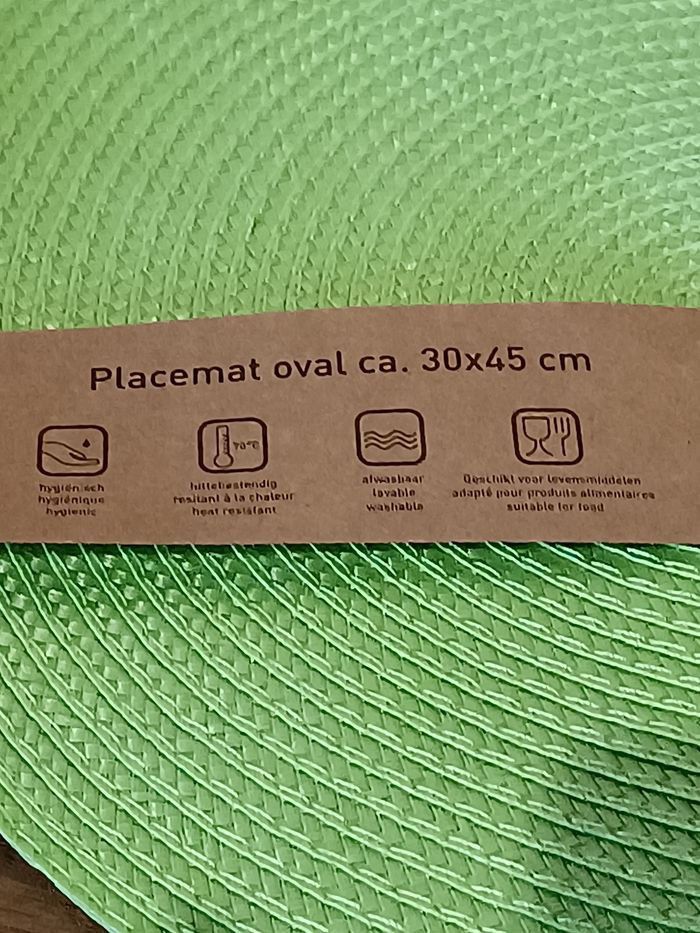 Placemat oval ca. 30x45 cm
70°C
hygiënisch
hygiénique
hygienic
hittebestendig
resitant à la chaleur
heat resistant
afwasbaar
lavable
washable
Geschikt voor levensmiddelen
adapté pour produits alimentaires
suitable for food